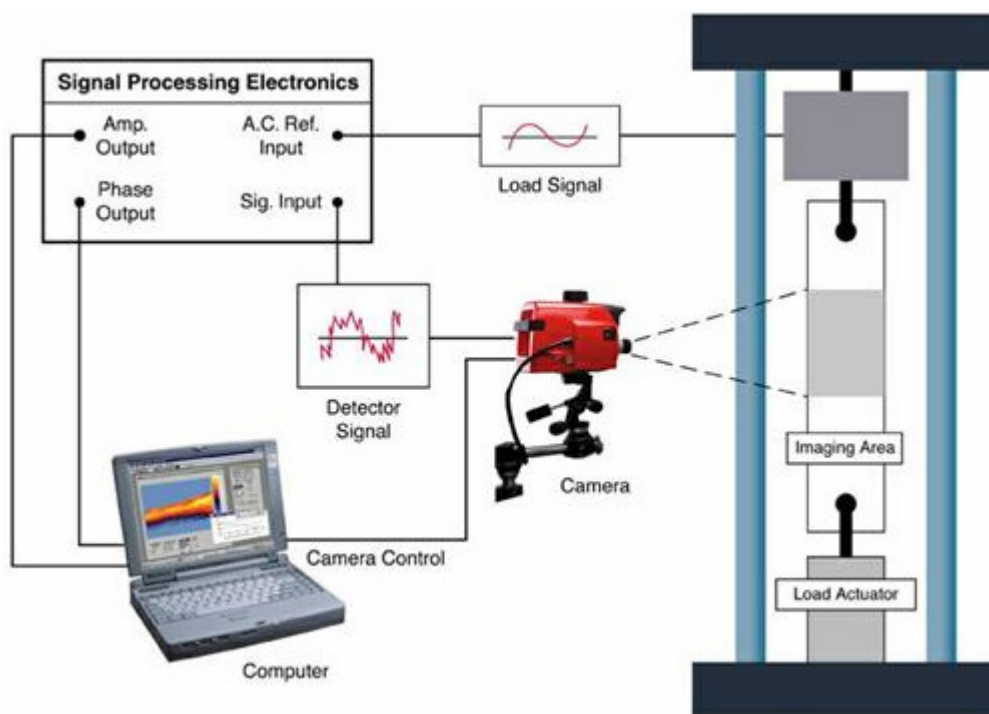 Signal Processing Electronics
Amp.
Output
A.C. Ref.
Input
Phase
Output
Sig. Input
Load Signal
Detector
Signal
Camera
Imaging Area
Camera Control
Load Actuator
Computer